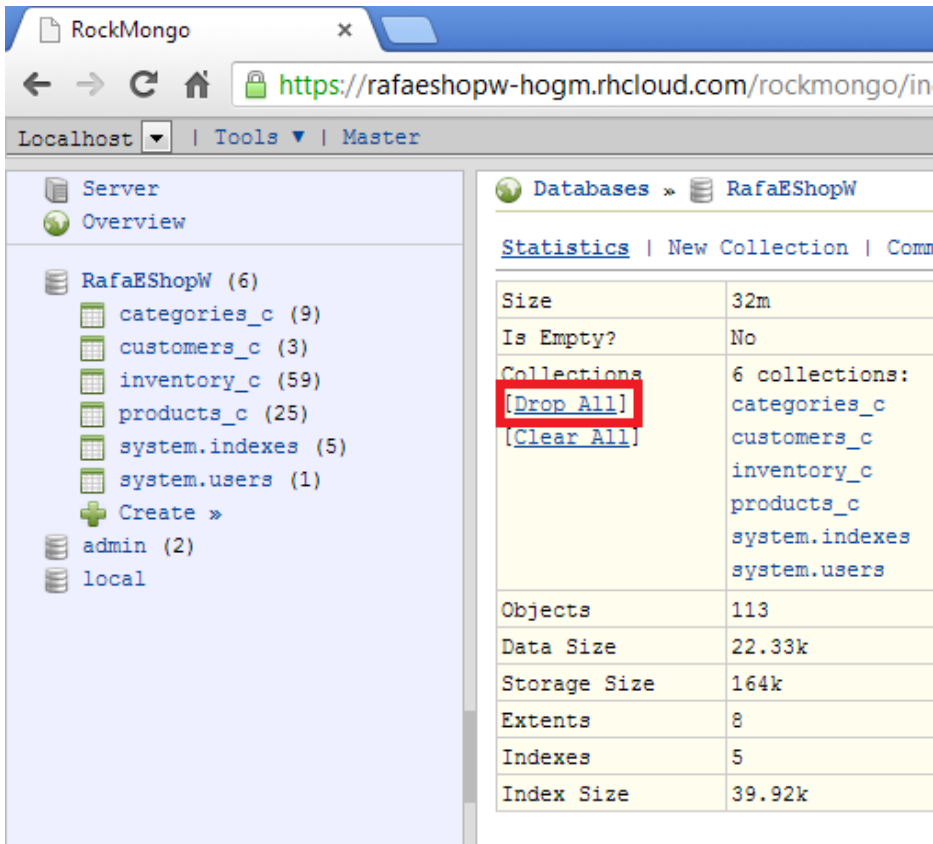 RockMongo ×
https://rafaeshopw-hogm.rhcloud.com/rockmongo/in
Localhost ▼ | Tools ▼ | Master
Server
Overview
RafaEShopW (6)
categories_c (9)
customers_c (3)
inventory_c (59)
products_c (25)
system.indexes (5)
system.users (1)
Create »
admin (2)
local
Databases » RafaEShopW
Statistics | New Collection | Comm
Size 32m
Is Empty? No
Collections 6 collections:
[Drop All] categories_c
[Clear All] customers_c
inventory_c
products_c
system.indexes
system.users
Objects 113
Data Size 22.33k
Storage Size 164k
Extents 8
Indexes 5
Index Size 39.92k